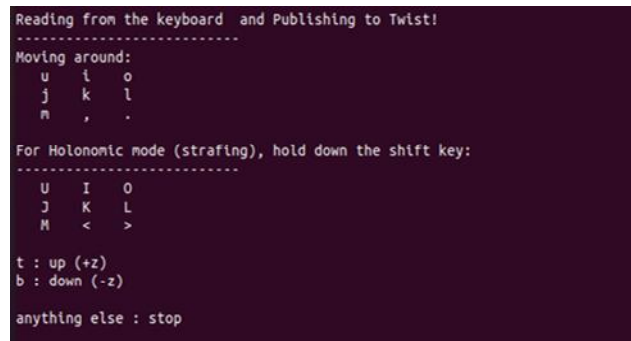 Reading from the keyboard  and Publishing to Twist!
---------------------------
Moving around:
   u    i    o
   j    k    l
   m    ,    .

For Holonomic mode (strafing), hold down the shift key:
---------------------------
   U    I    O
   J    K    L
   M    <    >

t : up (+z)
b : down (-z)

anything else : stop